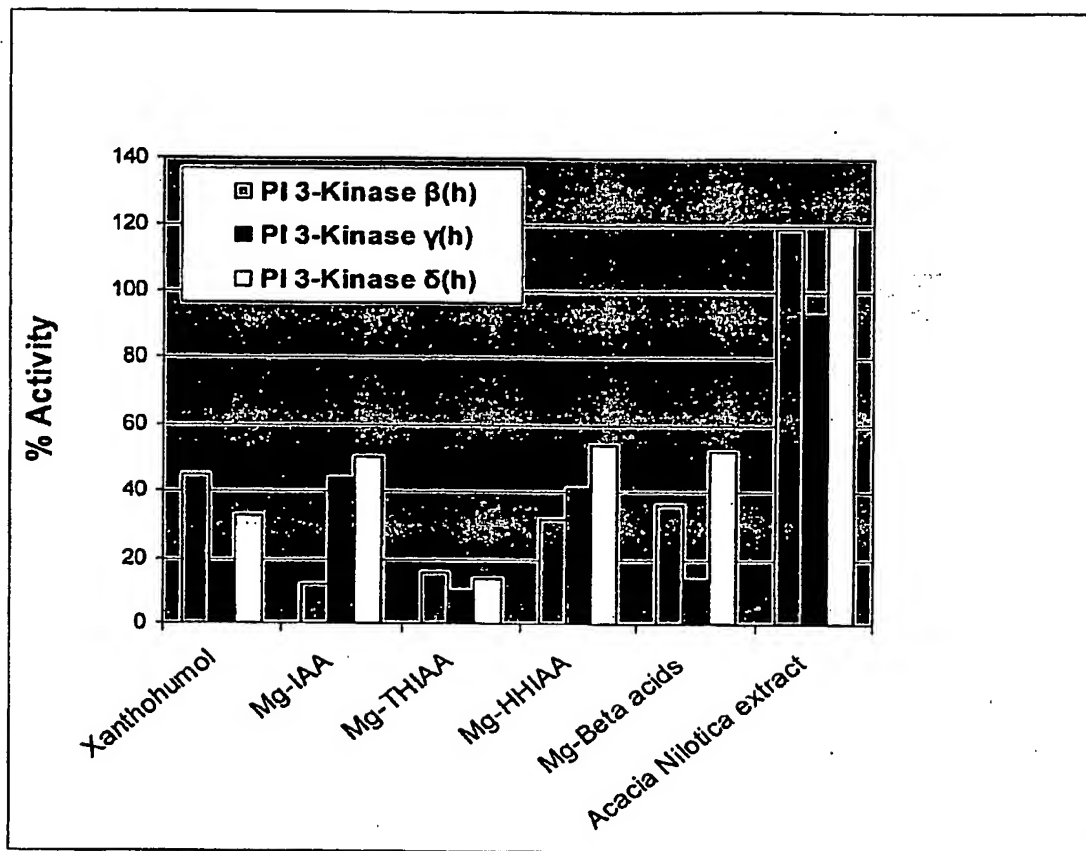 140
120
100
80
60
40
20
0
% Activity
PI 3-Kinase β(h)
PI 3-Kinase γ(h)
PI 3-Kinase δ(h)
Xanthohumol
Mg-IAA
Mg-THIAA
Mg-HHIAA
Mg-Beta acids
Acacia Nilotica extract